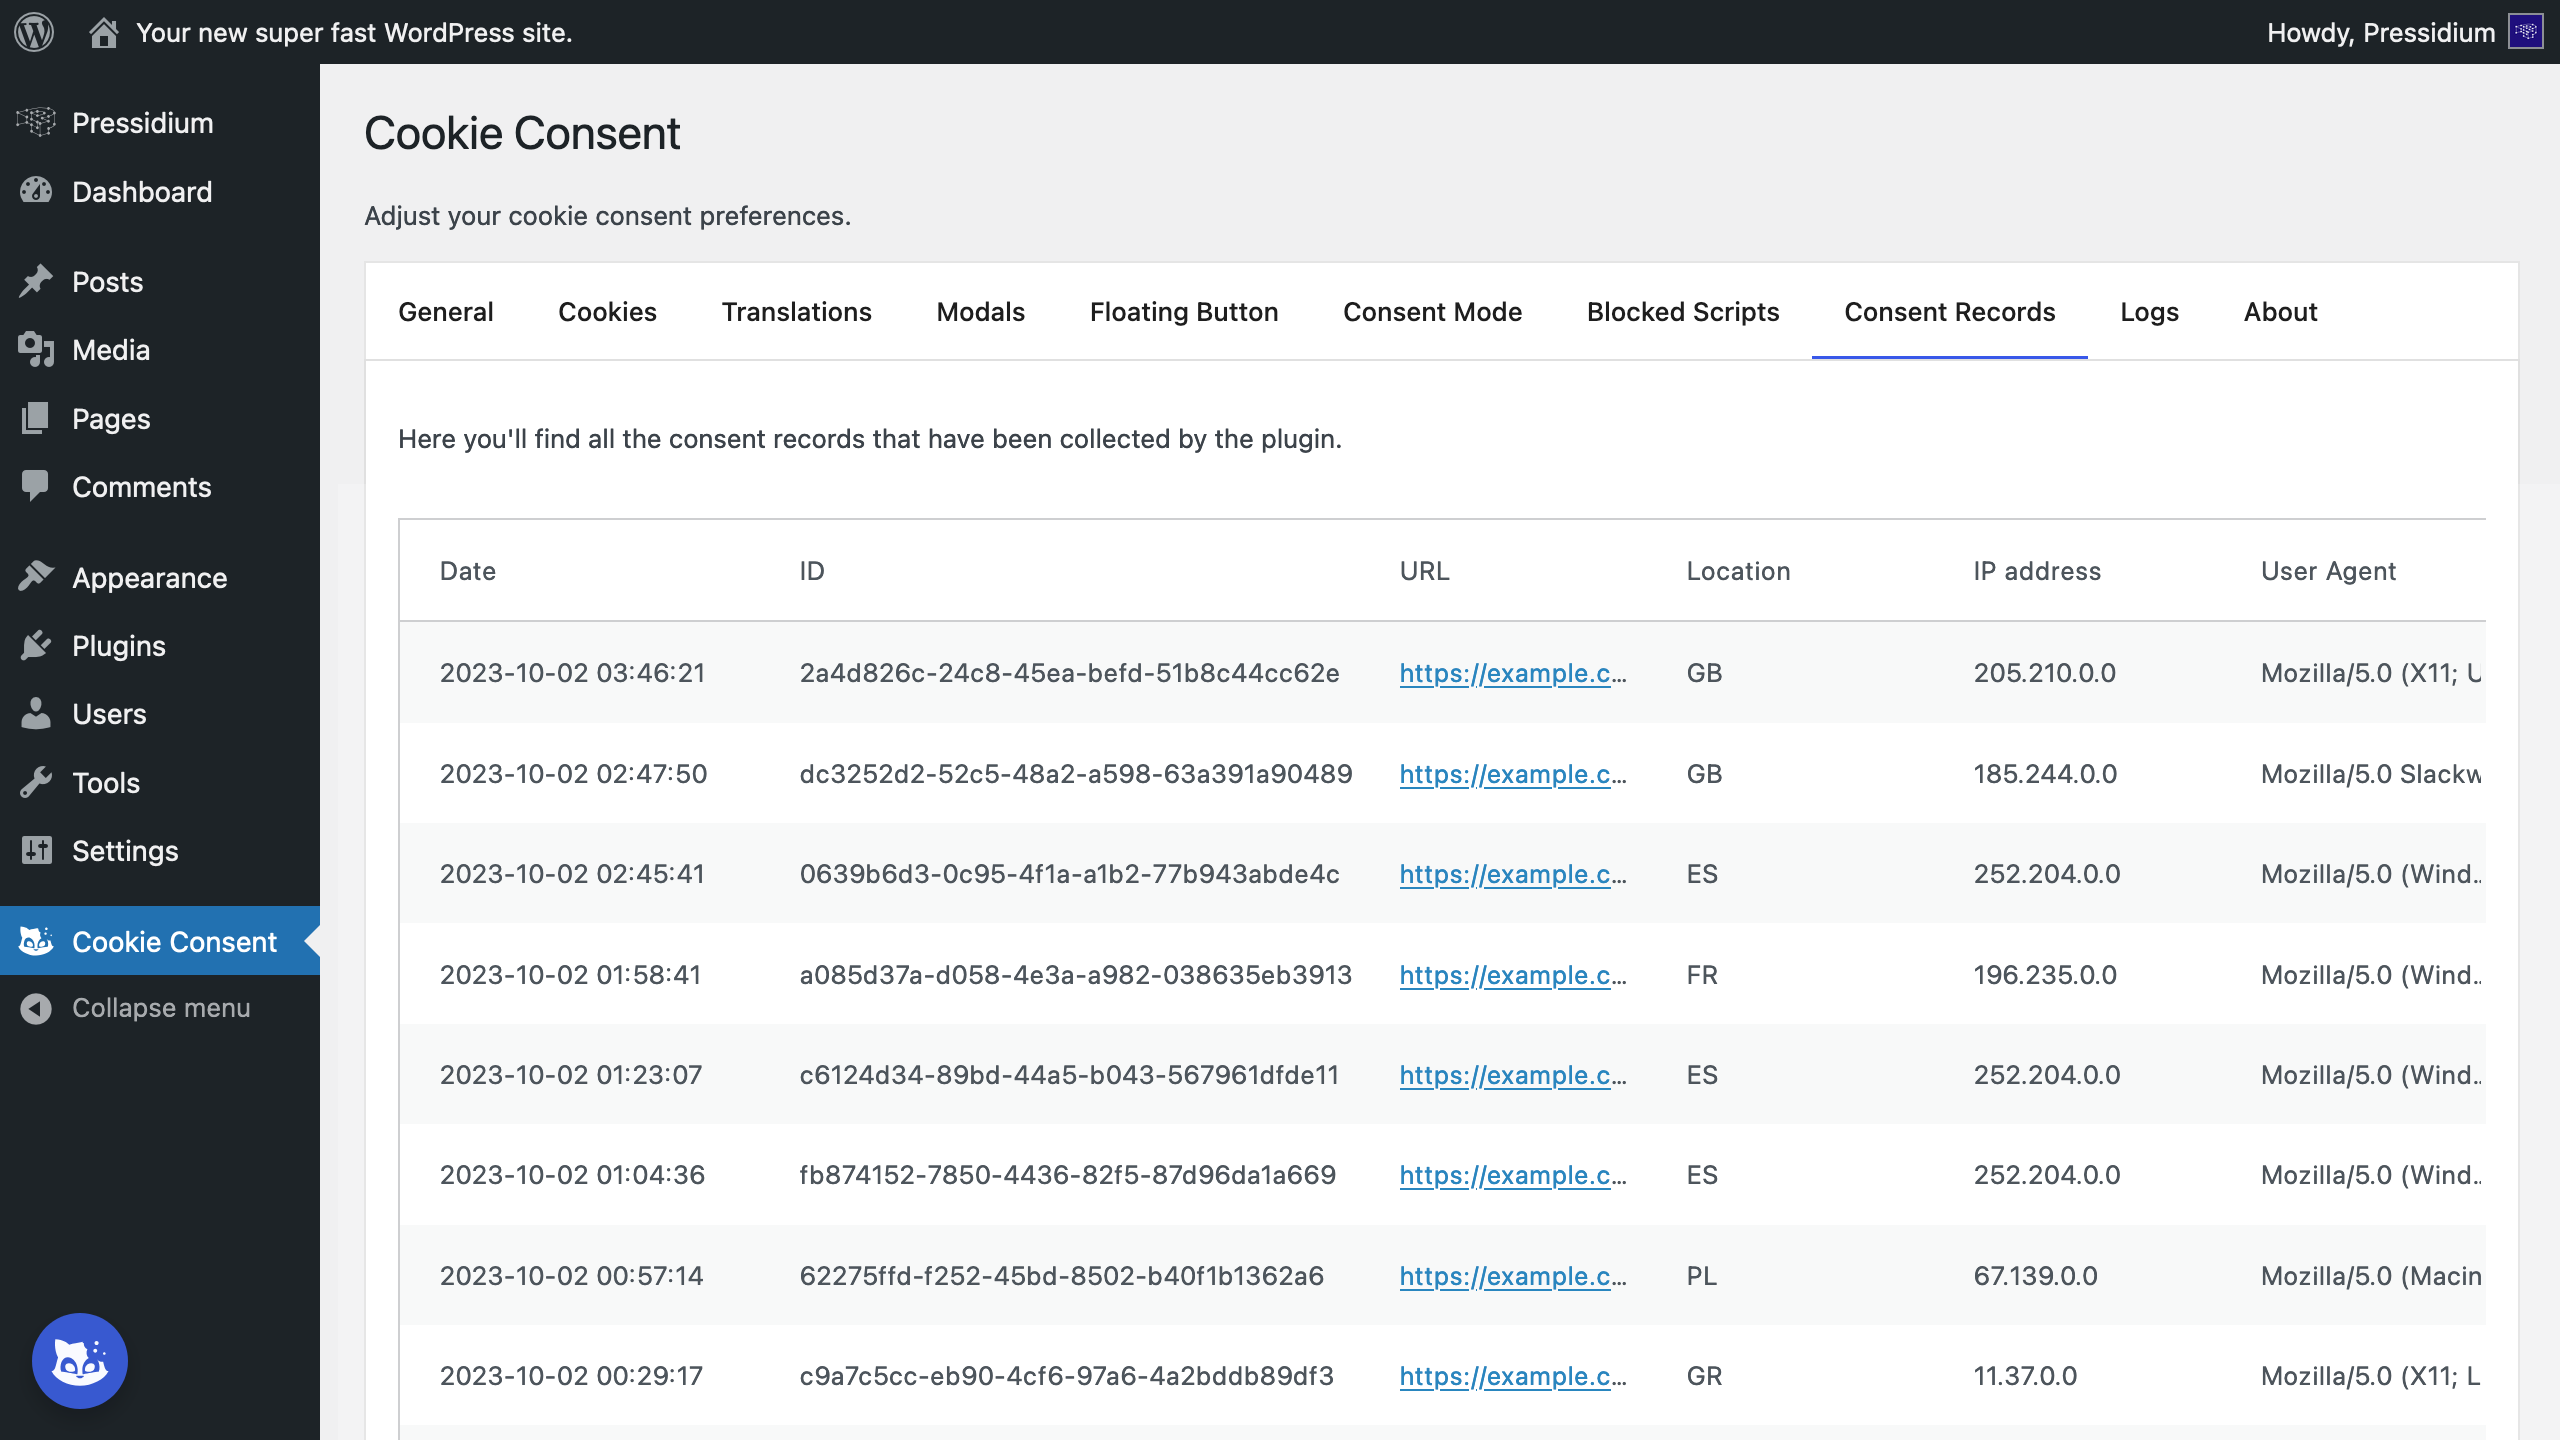 Your new super fast WordPress site.
Howdy, Pressidium
Pressidium
Dashboard
Posts
Media
Pages
Comments
Appearance
Plugins
Users
Tools
Settings
Cookie Consent
Collapse menu
Cookie Consent
Adjust your cookie consent preferences.
General Cookies Translations Modals Floating Button Consent Mode Blocked Scripts Consent Records Logs About
Here you'll find all the consent records that have been collected by the plugin.
Date ID URL Location IP address User Agent
2023-10-02 03:46:21 2a4d826c-24c8-45ea-befd-51b8c44cc62e https://example.c... GB 205.210.0.0 Mozilla/5.0 (X11; U
2023-10-02 02:47:50 dc3252d2-52c5-48a2-a598-63a391a90489 https://example.c... GB 185.244.0.0 Mozilla/5.0 Slackw
2023-10-02 02:45:41 0639b6d3-0c95-4f1a-a1b2-77b943abde4c https://example.c... ES 252.204.0.0 Mozilla/5.0 (Wind..
2023-10-02 01:58:41 a085d37a-d058-4e3a-a982-038635eb3913 https://example.c... FR 196.235.0.0 Mozilla/5.0 (Wind..
2023-10-02 01:23:07 c6124d34-89bd-44a5-b043-567961dfde11 https://example.c... ES 252.204.0.0 Mozilla/5.0 (Wind..
2023-10-02 01:04:36 fb874152-7850-4436-82f5-87d96da1a669 https://example.c... ES 252.204.0.0 Mozilla/5.0 (Wind..
2023-10-02 00:57:14 62275ffd-f252-45bd-8502-b40f1b1362a6 https://example.c... PL 67.139.0.0 Mozilla/5.0 (Macin
2023-10-02 00:29:17 c9a7c5cc-eb90-4cf6-97a6-4a2bddb89df3 https://example.c... GR 11.37.0.0 Mozilla/5.0 (X11; L